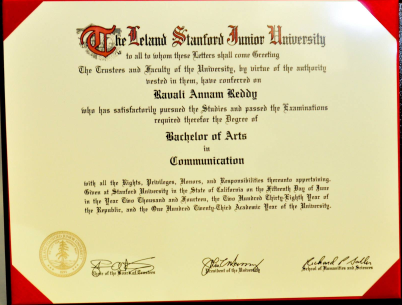 The Leland Stanford Junior University
to all to whom these Letters shall come Greeting
The Trustees and Faculty of the University, by virtue of the authority
vested in them, have conferred on
Ravali Annam Reddy
who has satisfactorily pursued the Studies and passed the Examinations
required therefor the Degree of
Bachelor of Arts
in
Communication
with all the Rights, Privileges, Honors, and Responsibilities thereunto appertaining.
Given at Stanford University in the State of California on the Fifteenth Day of June
in the Year Two Thousand and Fourteen, the Two Hundred Thirty-Eighth Year of
the Republic, and the One Hundred Twenty-Third Academic Year of the University.
Chair of the Board of Trustees
President of the University
School of Humanities and Sciences